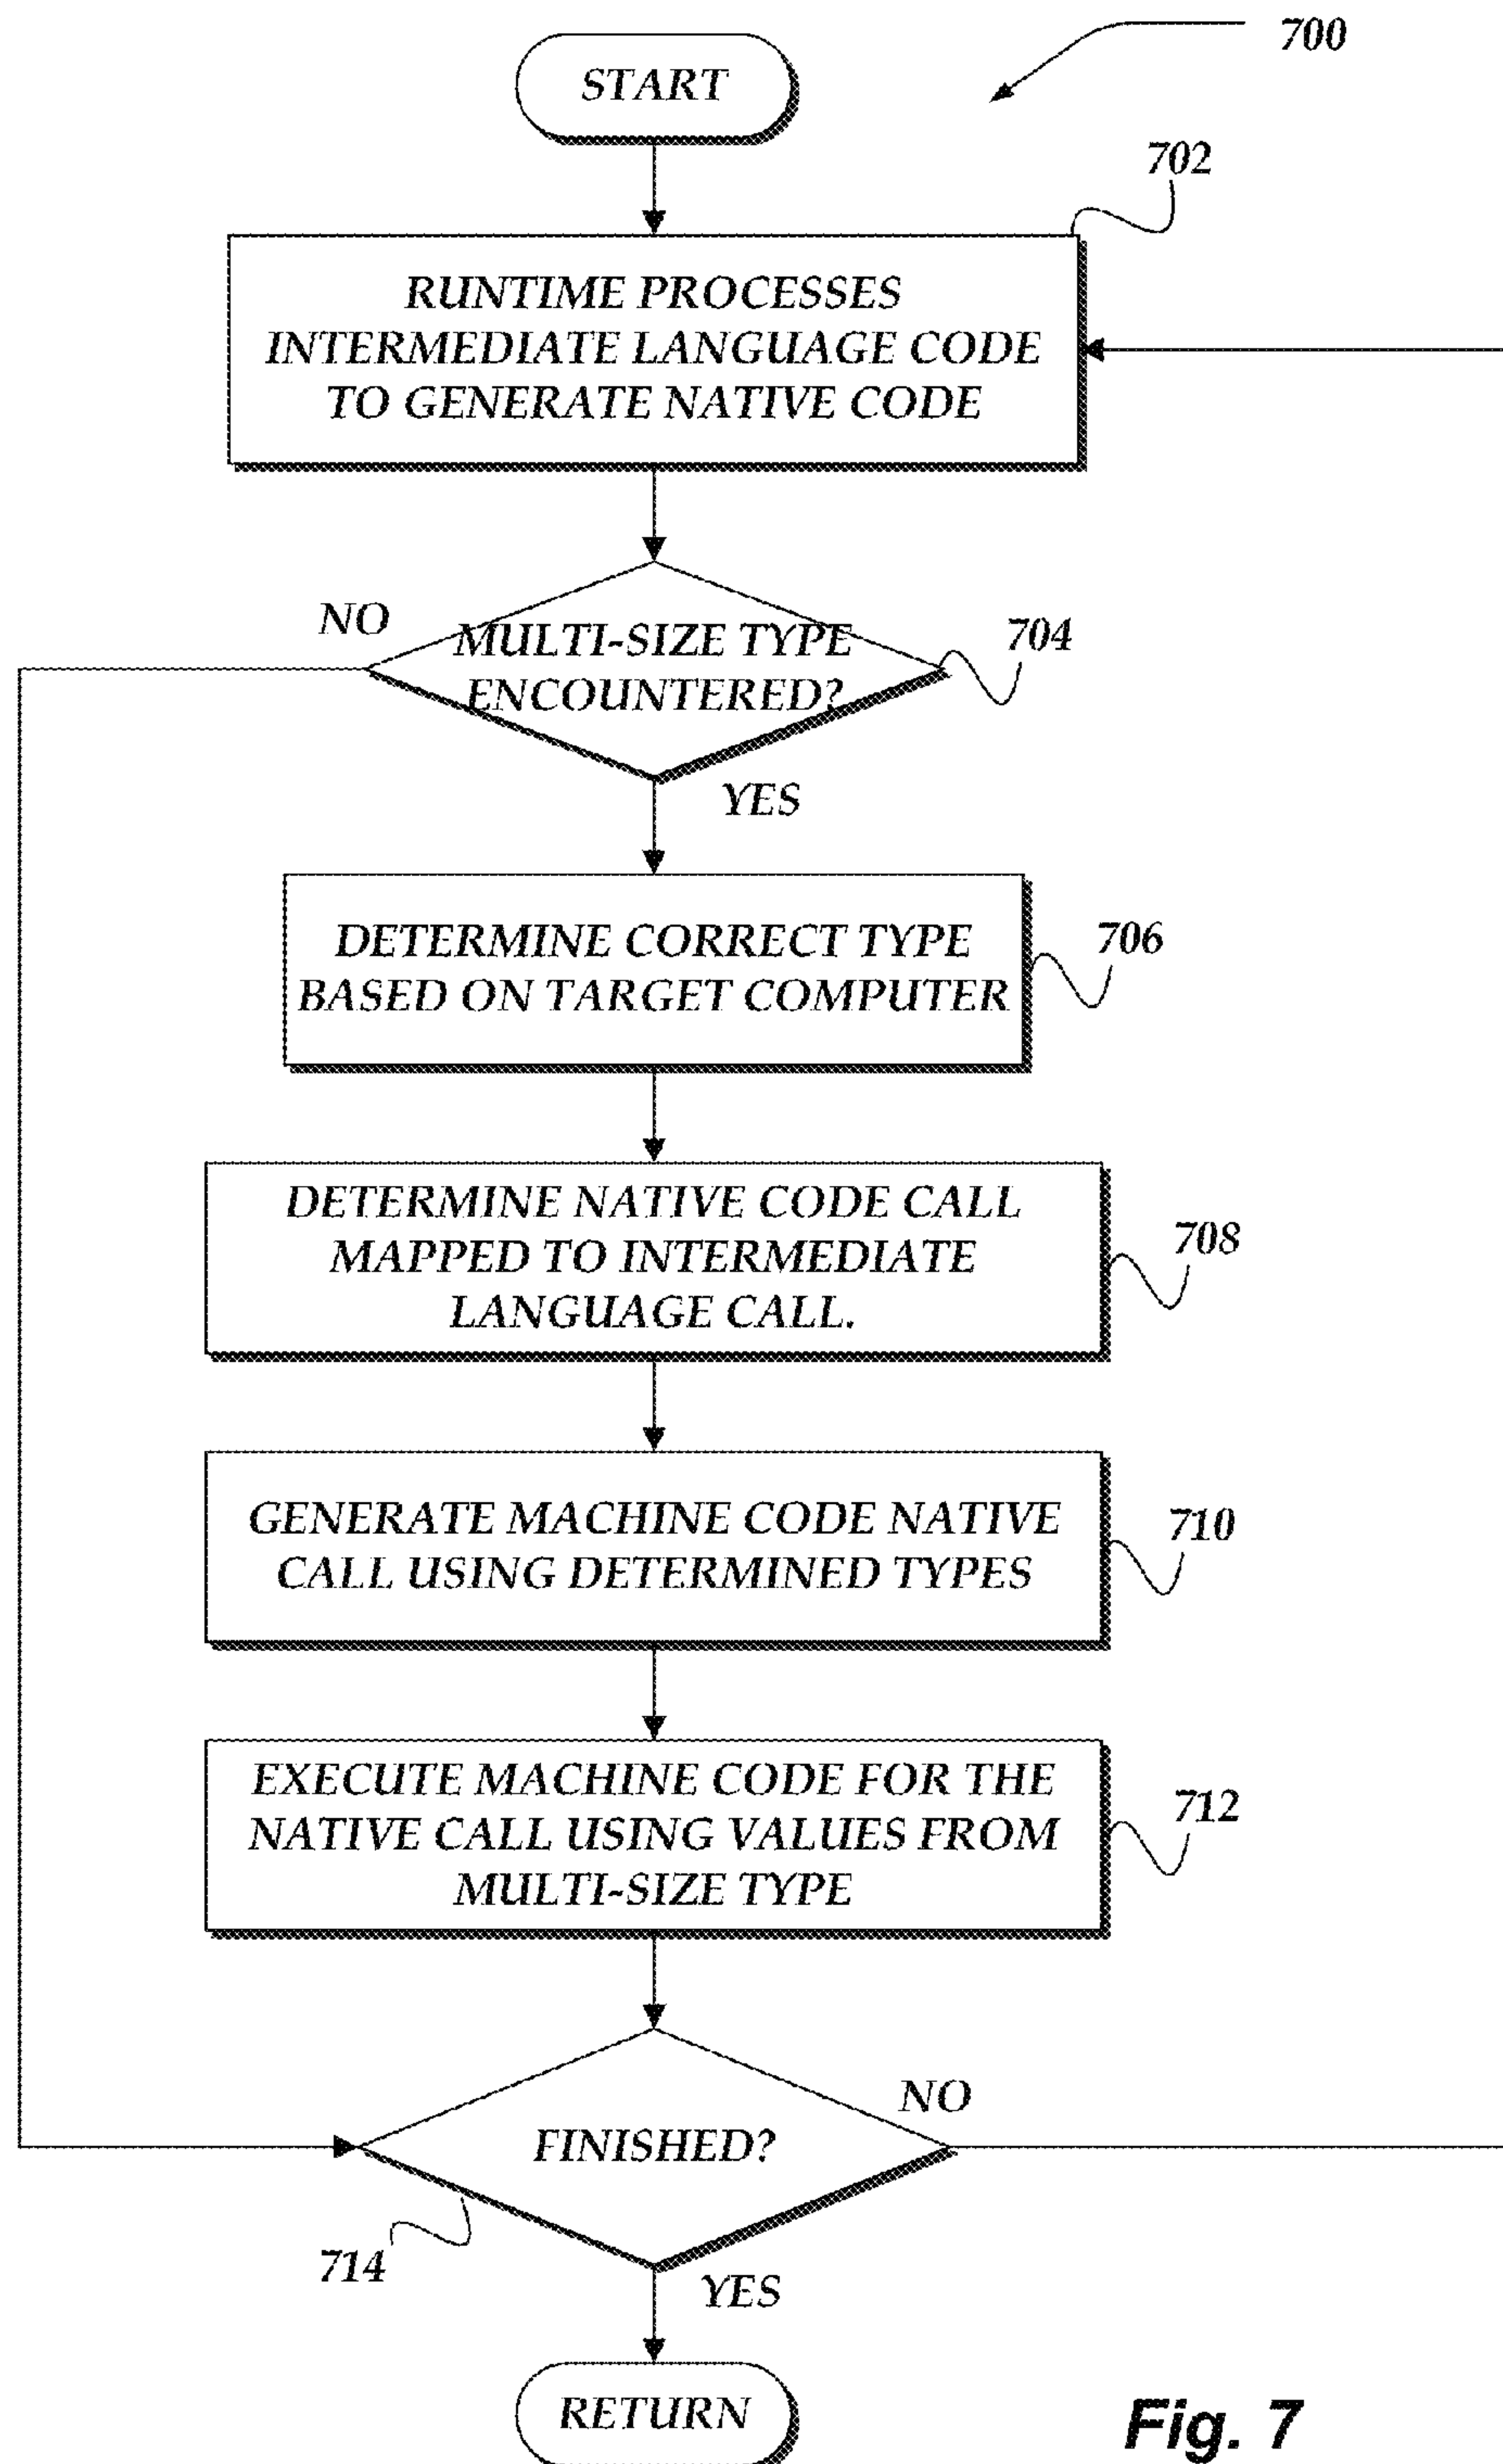 700
START
702
RUNTIME PROCESSES
INTERMEDIATE LANGUAGE CODE
TO GENERATE NATIVE CODE
NO
MULTI-SIZE TYPE
ENCOUNTERED?
704
YES
DETERMINE CORRECT TYPE
BASED ON TARGET COMPUTER
706
DETERMINE NATIVE CODE CALL
MAPPED TO INTERMEDIATE
LANGUAGE CALL.
708
GENERATE MACHINE CODE NATIVE
CALL USING DETERMINED TYPES
710
EXECUTE MACHINE CODE FOR THE
NATIVE CALL USING VALUES FROM
MULTI-SIZE TYPE
712
NO
FINISHED?
714
YES
RETURN
Fig. 7